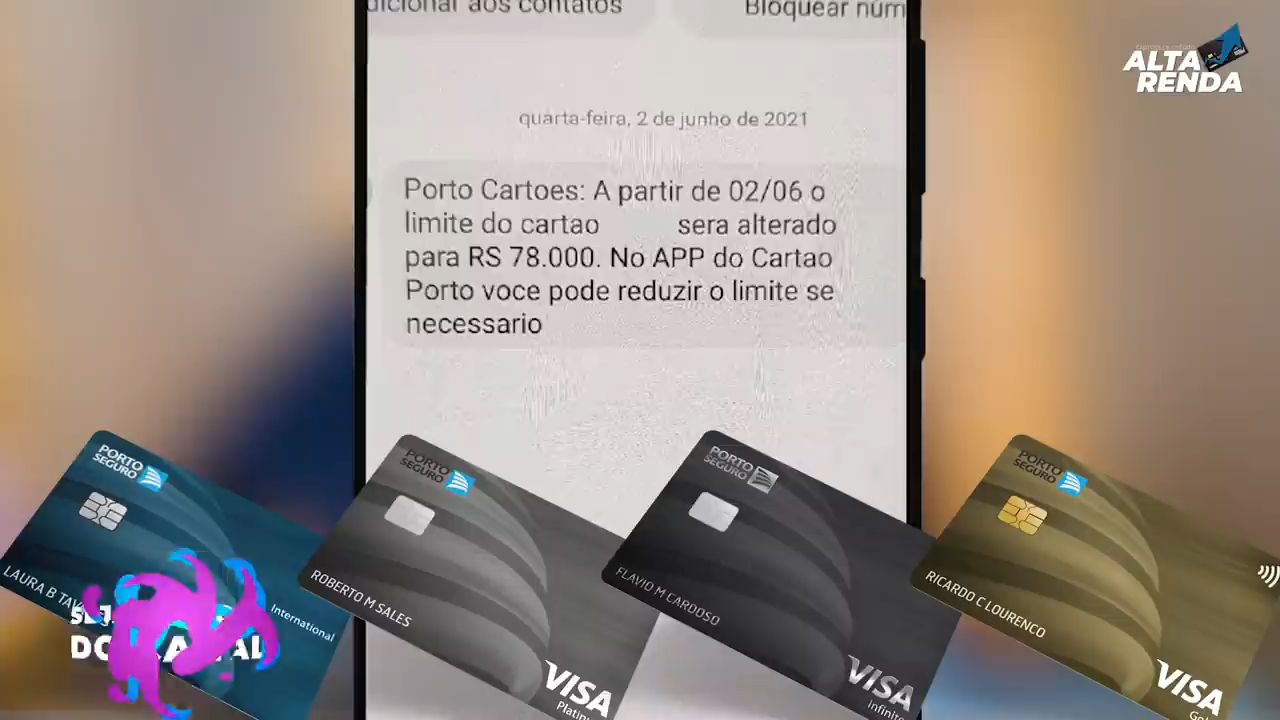 dicionar aos contatos
Bloquear núm
ALTA
RENDA
quarta-feira, 2 de junho de 2021
Porto Cartoes: A partir de 02/06 o
limite do cartao sera alterado
para RS 78.000. No APP do Cartao
Porto voce pode reduzir o limite se
necessario
PORTO
SEGURO
LAURA B TAV
International
PORTO
SEGURO
ROBERTO M SALES
VISA
Platin
PORTO
SEGURO
FLAVIO M CARDOSO
VISA
Infinite
PORTO
SEGURO
RICARDO C LOURENCO
VISA
Go